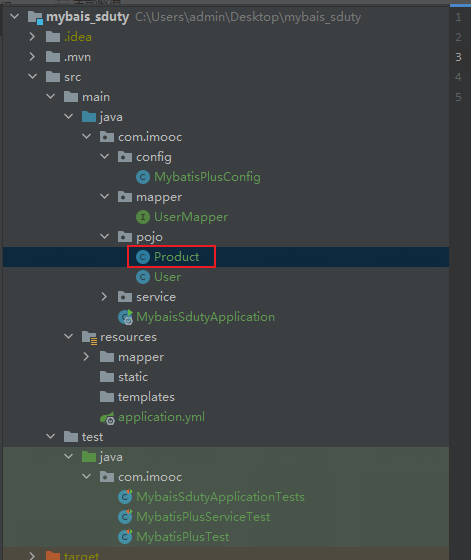 mybais_sduty C:\Users\admin\Desktop\mybais_sduty
.idea
.mvn
src
main
java
com.imooc
config
MybatisPlusConfig
mapper
UserMapper
pojo
Product
User
service
MybaisSdutyApplication
resources
mapper
static
templates
application.yml
test
java
com.imooc
MybaisSdutyApplicationTests
MybatisPlusServiceTest
MybatisPlusTest
target
1
2
3
4
5